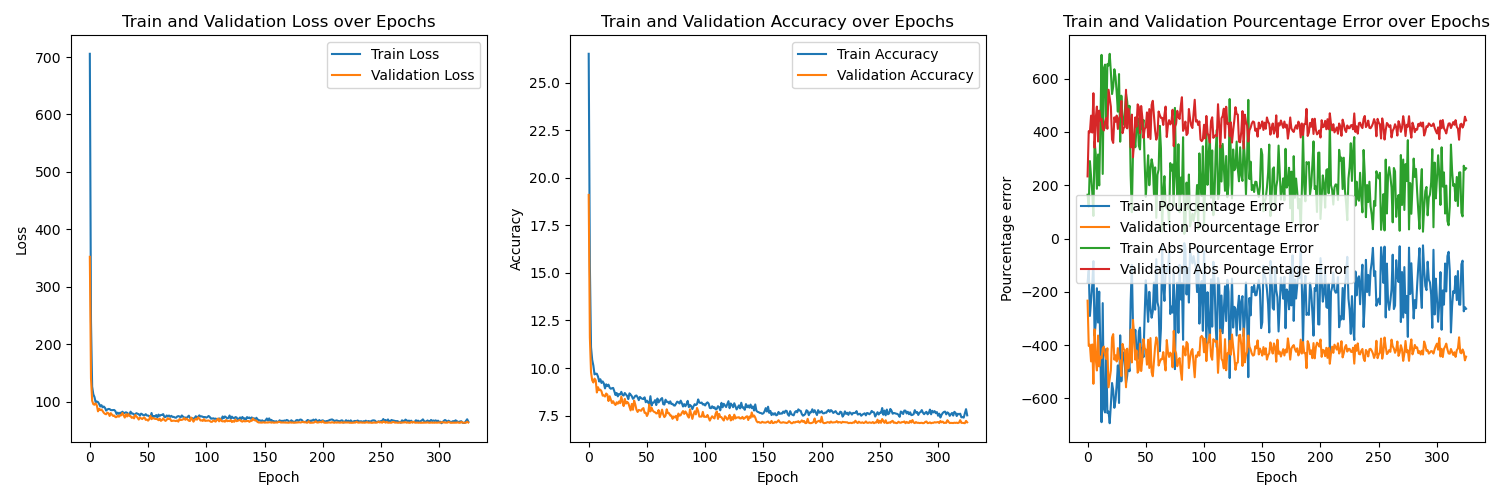 Train and Validation Loss over Epochs
700
600
500
400
300
200
100
Loss
0 50 100 150 200 250 300
Epoch
Train Loss
Validation Loss
Train and Validation Accuracy over Epochs
25.0
22.5
20.0
17.5
15.0
12.5
10.0
7.5
Accuracy
0 50 100 150 200 250 300
Epoch
Train Accuracy
Validation Accuracy
Train and Validation Pourcentage Error over Epochs
600
400
200
0
−200
−400
−600
Pourcentage error
0 50 100 150 200 250 300
Epoch
Train Pourcentage Error
Validation Pourcentage Error
Train Abs Pourcentage Error
Validation Abs Pourcentage Error